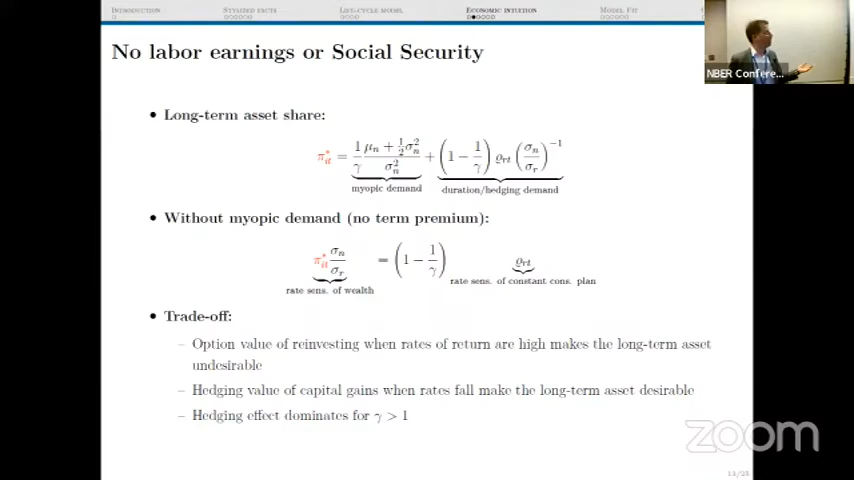 INTRODUCTION STYLIZED FACTS LIFE-CYCLE MODEL ECONOMIC INTUITION MODEL FIT
No labor earnings or Social Security
NBER Confere...
• Long-term asset share:
π*_it = 1/γ (μ_n + ½σ_n²)/σ_n² + (1 − 1/γ) ϱ_rt (σ_n/σ_r)^−1
myopic demand duration/hedging demand
• Without myopic demand (no term premium):
π*_it σ_n/σ_r = (1 − 1/γ) ϱ_rt
rate sens. of wealth rate sens. of constant cons. plan
• Trade-off:
– Option value of reinvesting when rates of return are high makes the long-term asset
undesirable
– Hedging value of capital gains when rates fall make the long-term asset desirable
– Hedging effect dominates for γ > 1
zoom